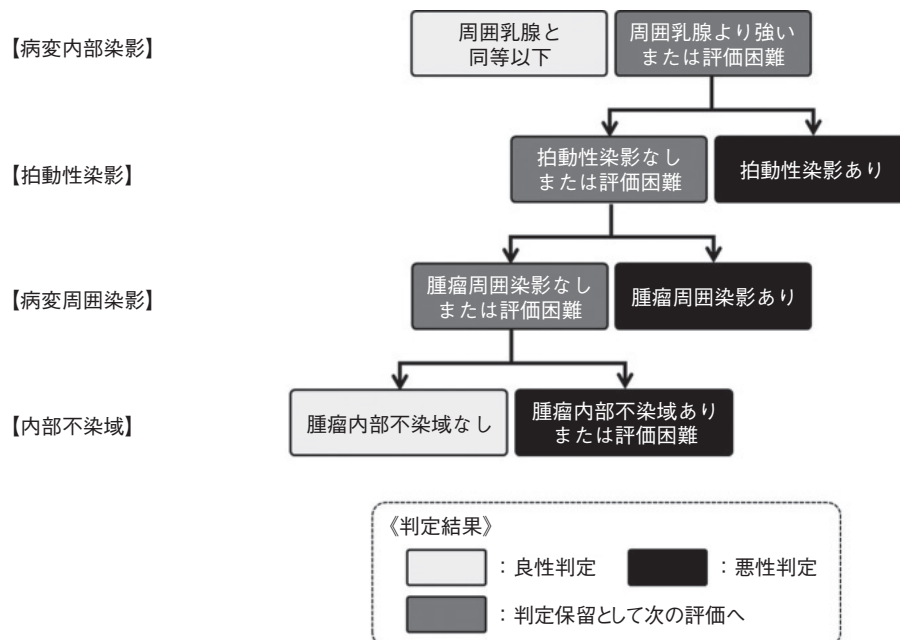 【病変内部染影】
周囲乳腺と
同等以下
周囲乳腺より強い
または評価困難
【拍動性染影】
拍動性染影なし
または評価困難
拍動性染影あり
【病変周囲染影】
腫瘤周囲染影なし
または評価困難
腫瘤周囲染影あり
【内部不染域】
腫瘤内部不染域なし
腫瘤内部不染域あり
または評価困難
《判定結果》
：良性判定
：悪性判定
：判定保留として次の評価へ